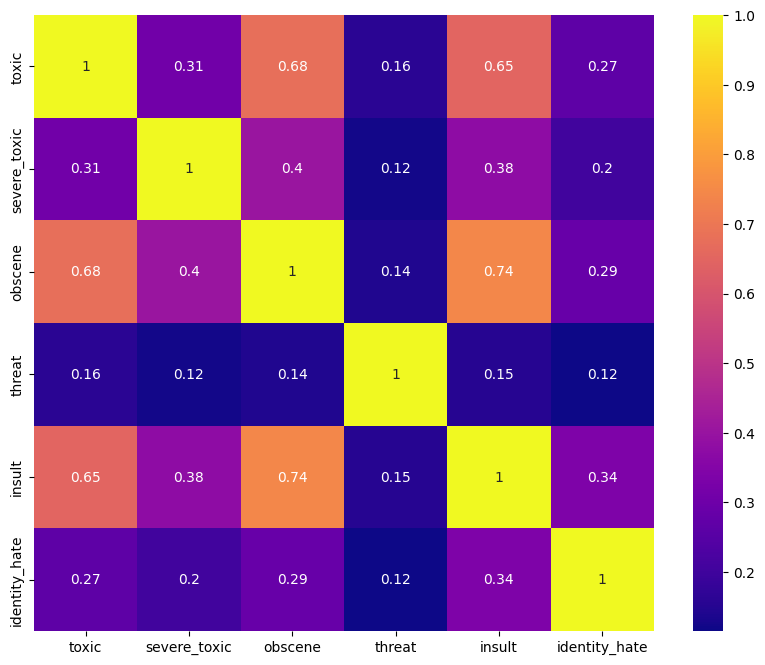 toxic 1 0.31 0.68 0.16 0.65 0.27
severe_toxic 0.31 1 0.4 0.12 0.38 0.2
obscene 0.68 0.4 1 0.14 0.74 0.29
threat 0.16 0.12 0.14 1 0.15 0.12
insult 0.65 0.38 0.74 0.15 1 0.34
identity_hate 0.27 0.2 0.29 0.12 0.34 1
toxic severe_toxic obscene threat insult identity_hate
1.0
0.9
0.8
0.7
0.6
0.5
0.4
0.3
0.2